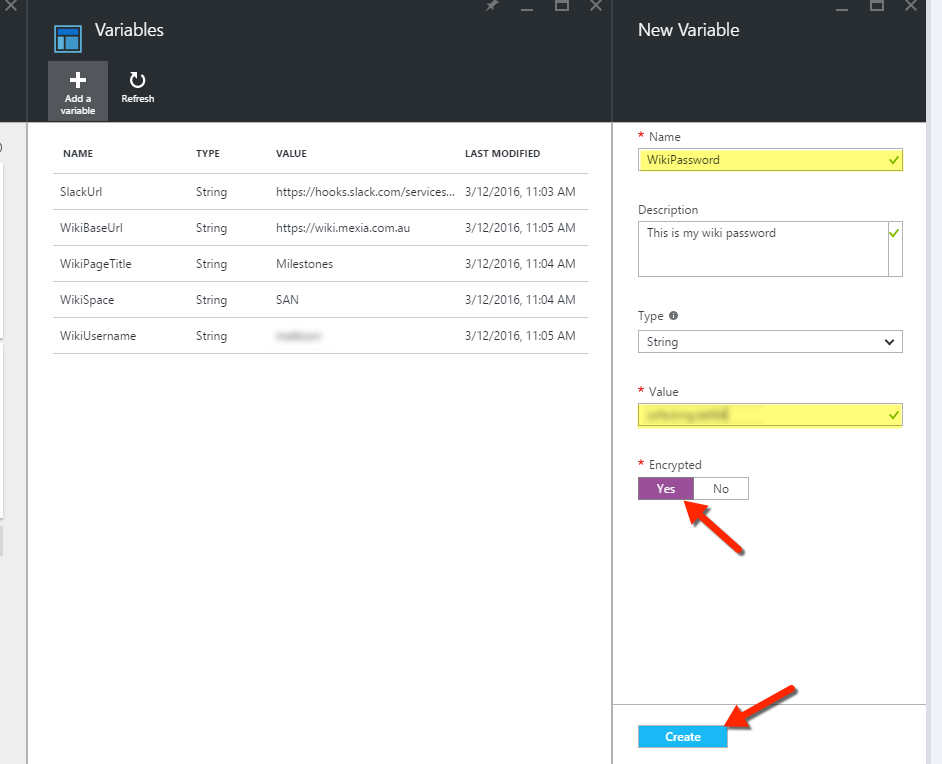 Variables
Add a
variable
Refresh
NAME TYPE VALUE LAST MODIFIED
SlackUrl String https://hooks.slack.com/services... 3/12/2016, 11:03 AM
WikiBaseUrl String https://wiki.mexia.com.au 3/12/2016, 11:05 AM
WikiPageTitle String Milestones 3/12/2016, 11:04 AM
WikiSpace String SAN 3/12/2016, 11:04 AM
WikiUsername String 3/12/2016, 11:05 AM
New Variable
* Name
WikiPassword
Description
This is my wiki password
Type
String
* Value
* Encrypted
Yes No
Create